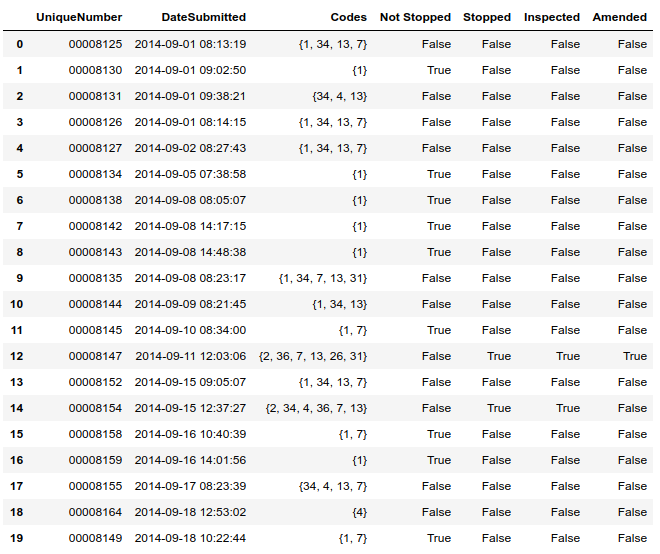 UniqueNumber DateSubmitted Codes Not Stopped Stopped Inspected Amended
0 00008125 2014-09-01 08:13:19 {1, 34, 13, 7} False False False False
1 00008130 2014-09-01 09:02:50 {1} True False False False
2 00008131 2014-09-01 09:38:21 {34, 4, 13} False False False False
3 00008126 2014-09-01 08:14:15 {1, 34, 13, 7} False False False False
4 00008127 2014-09-02 08:27:43 {1, 34, 13, 7} False False False False
5 00008134 2014-09-05 07:38:58 {1} True False False False
6 00008138 2014-09-08 08:05:07 {1} True False False False
7 00008142 2014-09-08 14:17:15 {1} True False False False
8 00008143 2014-09-08 14:48:38 {1} True False False False
9 00008135 2014-09-08 08:23:17 {1, 34, 7, 13, 31} False False False False
10 00008144 2014-09-09 08:21:45 {1, 34, 13} False False False False
11 00008145 2014-09-10 08:34:00 {1, 7} True False False False
12 00008147 2014-09-11 12:03:06 {2, 36, 7, 13, 26, 31} False True True True
13 00008152 2014-09-15 09:05:07 {1, 34, 13, 7} False False False False
14 00008154 2014-09-15 12:37:27 {2, 34, 4, 36, 7, 13} False True True False
15 00008158 2014-09-16 10:40:39 {1, 7} True False False False
16 00008159 2014-09-16 14:01:56 {1} True False False False
17 00008155 2014-09-17 08:23:39 {34, 4, 13, 7} False False False False
18 00008164 2014-09-18 12:53:02 {4} False False False False
19 00008149 2014-09-18 10:22:44 {1, 7} True False False False